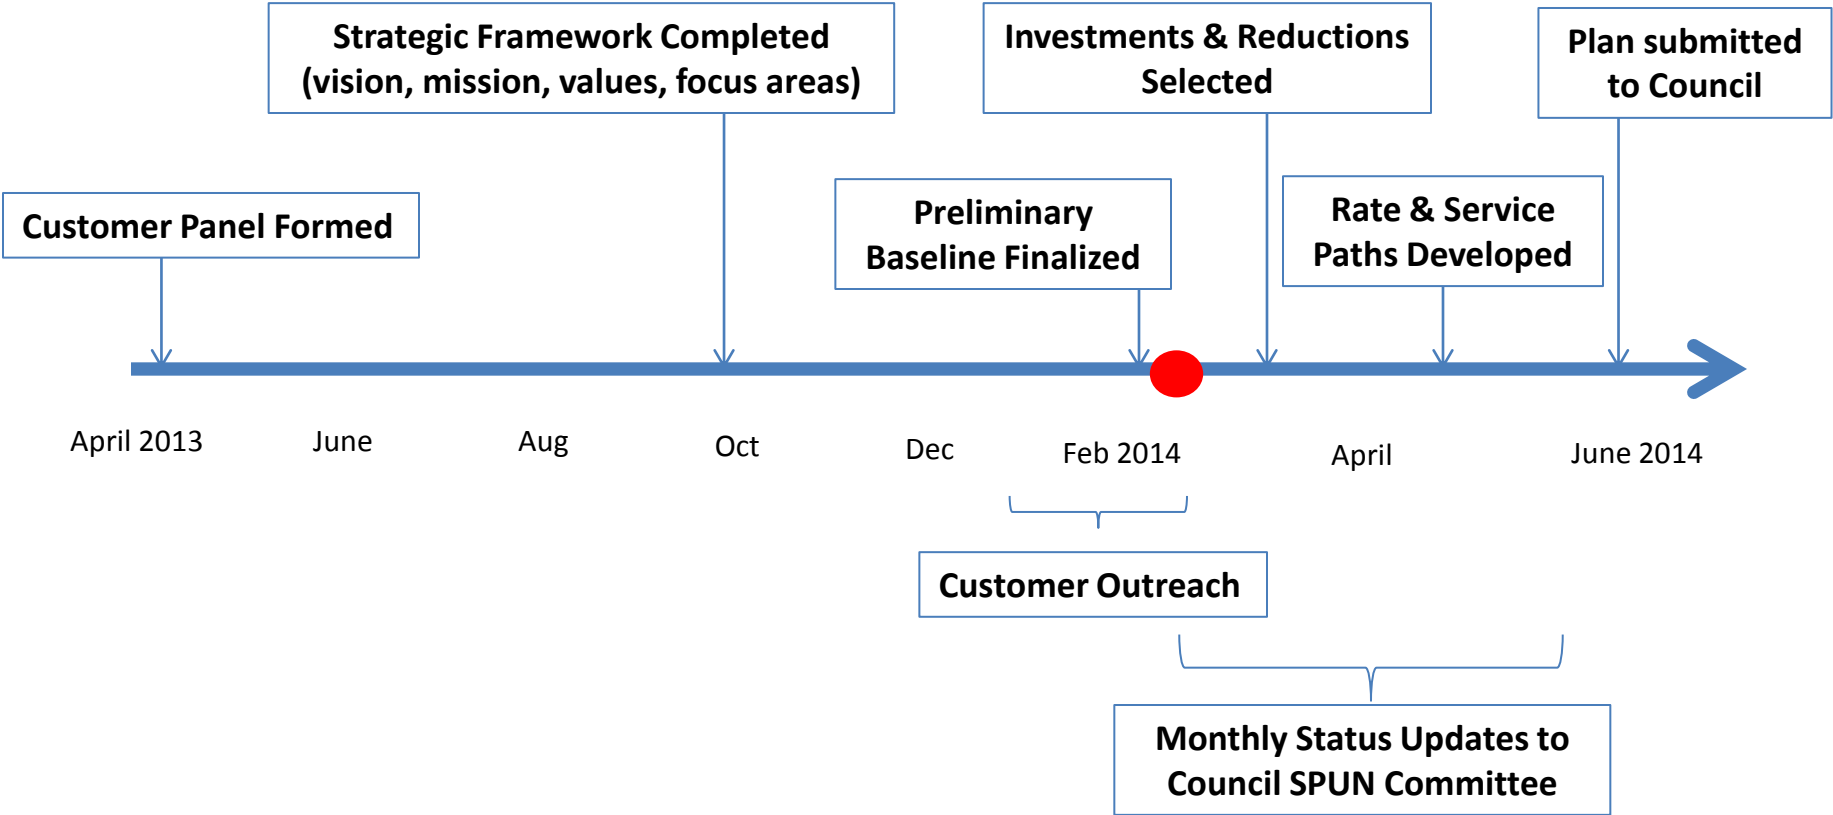 Strategic Framework Completed
(vision, mission, values, focus areas)
Investments & Reductions
Selected
Plan submitted
to Council
Customer Panel Formed
Preliminary
Baseline Finalized
Rate & Service
Paths Developed
April 2013
June
Aug
Oct
Dec
Feb 2014
April
June 2014
Customer Outreach
Monthly Status Updates to
Council SPUN Committee